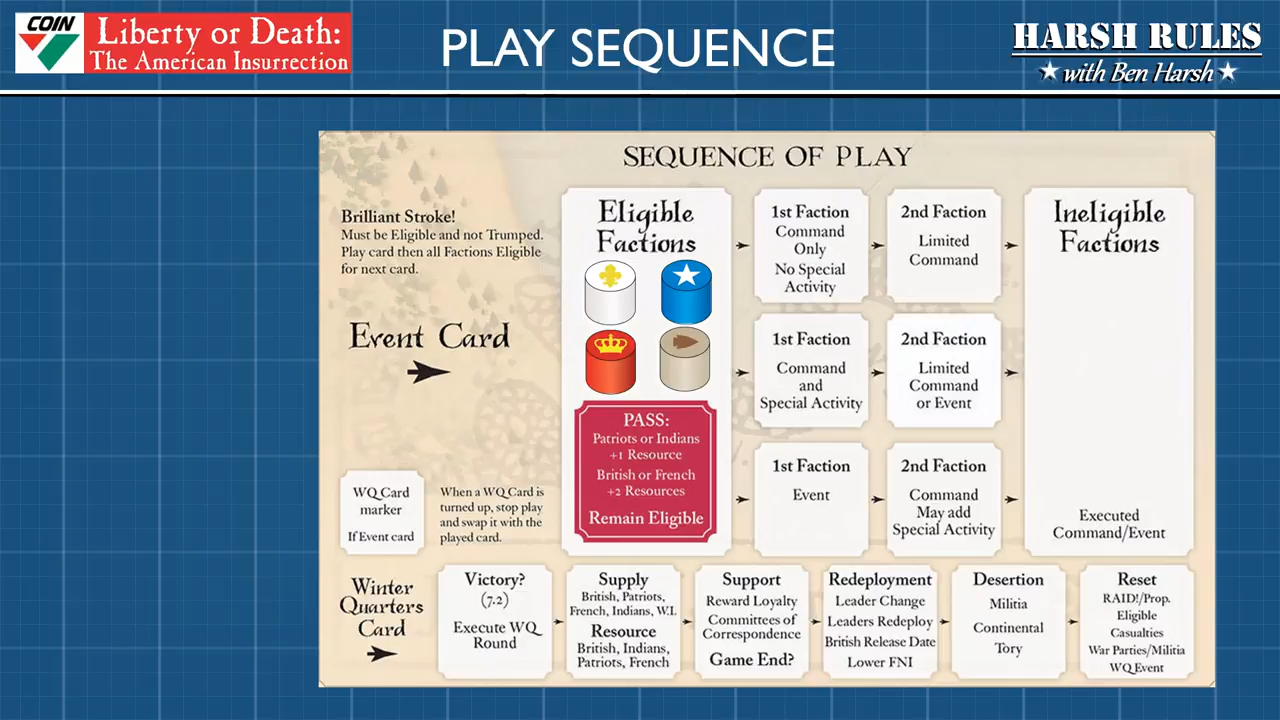 COIN
Liberty or Death:
The American Insurrection
PLAY SEQUENCE
HARSH RULES
with Ben Harsh
SEQUENCE OF PLAY
Brilliant Stroke!
Must be Eligible and not Trumped.
Play card then all Factions Eligible
for next card.
Event Card
WQ Card
marker
If Event card
When a WQ Card is
turned up, stop play
and swap it with the
played card.
Eligible
Factions
PASS:
Patriots or Indians
+1 Resource
British or French
+2 Resources
Remain Eligible
1st Faction
Command
Only
No Special
Activity
2nd Faction
Limited
Command
1st Faction
Command
and
Special Activity
2nd Faction
Limited
Command
or Event
1st Faction
Event
2nd Faction
Command
May add
Special Activity
Ineligible
Factions
Executed
Command/Event
Winter
Quarters
Card
Victory?
(7.2)
Execute WQ
Round
Supply
British, Patriots,
French, Indians, W.I.
Resource
British, Indians,
Patriots, French
Support
Reward Loyalty
Committees of
Correspondence
Game End?
Redeployment
Leader Change
Leaders Redeploy
British Release Date
Lower FNI
Desertion
Militia
Continental
Tory
Reset
RAID!/Prop.
Eligible
Casualties
War Parties/Militia
WQ Event